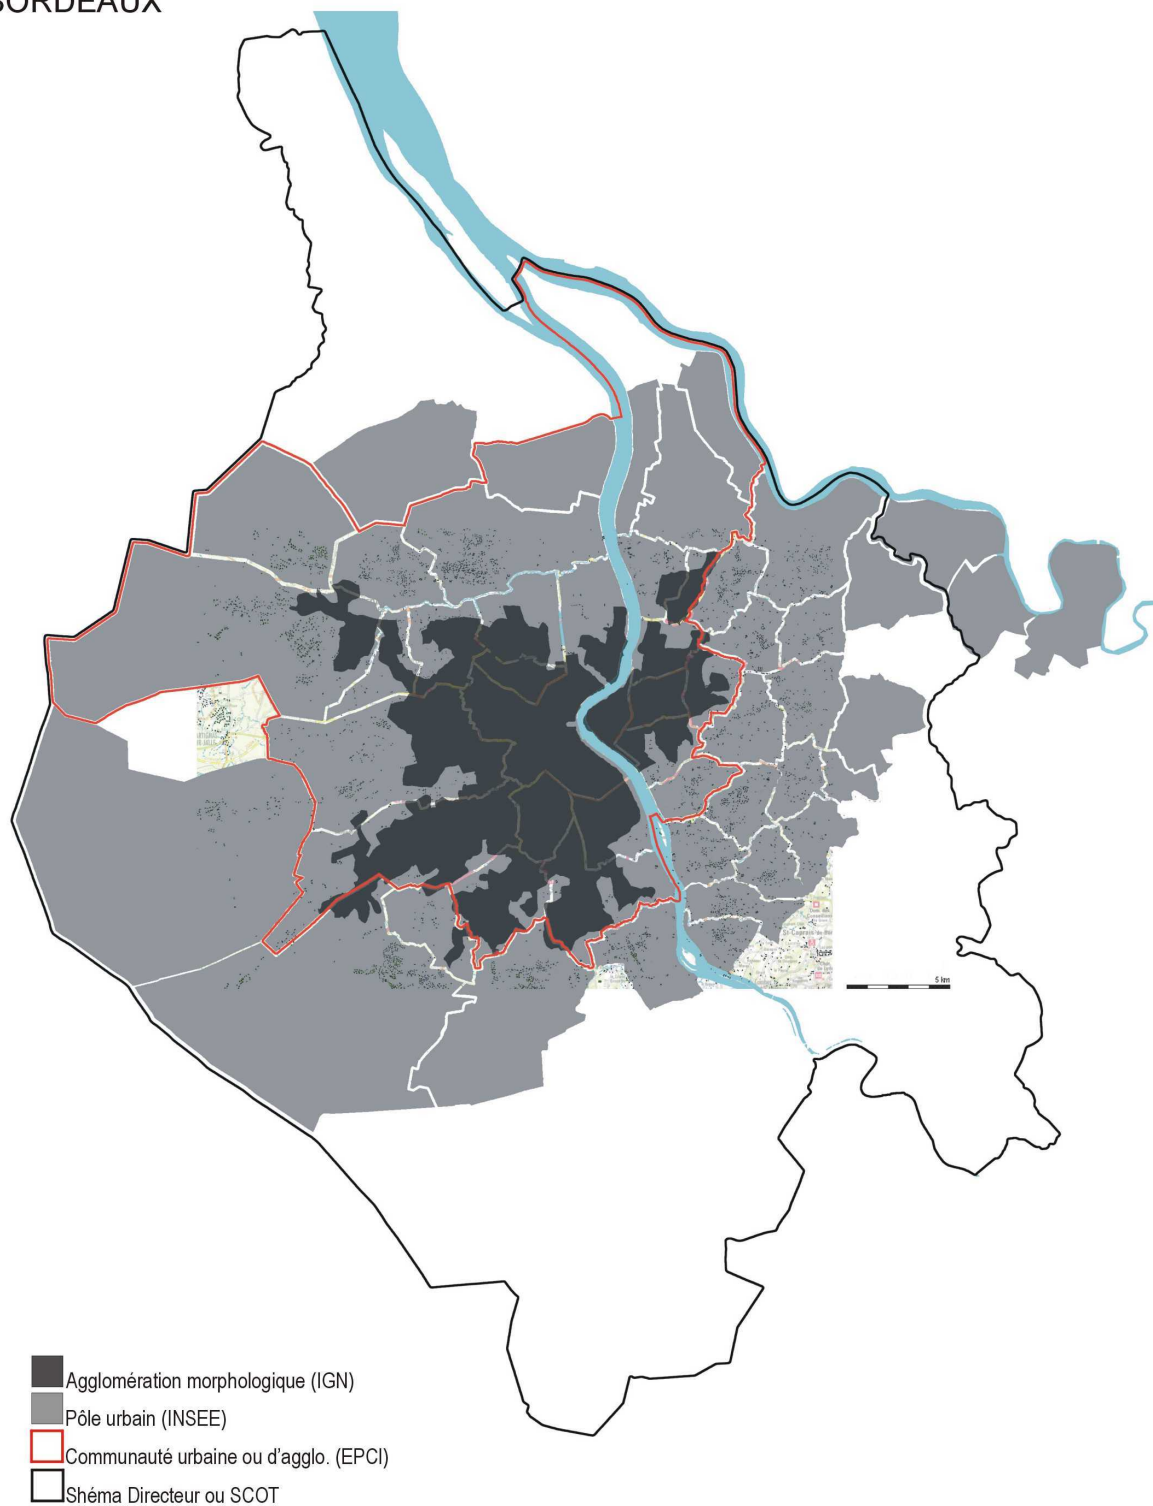 BORDEAUX
5 km
Agglomération morphologique (IGN)
Pôle urbain (INSEE)
Communauté urbaine ou d'agglo. (EPCI)
Shéma Directeur ou SCOT